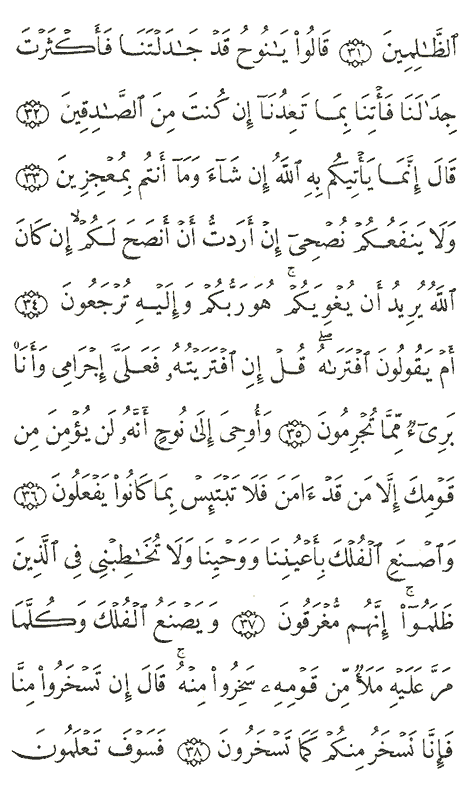 ٱلظَّٰلِمِينَ ٣١ قَالُوا۟ يَٰنُوحُ قَدْ جَٰدَلْتَنَا فَأَكْثَرْتَ
جِدَٰلَنَا فَأْتِنَا بِمَا تَعِدُنَآ إِن كُنتَ مِنَ ٱلصَّٰدِقِينَ ٣٢
قَالَ إِنَّمَا يَأْتِيكُم بِهِ ٱللَّهُ إِن شَآءَ وَمَآ أَنتُم بِمُعْجِزِينَ ٣٣
وَلَا يَنفَعُكُمْ نُصْحِىٓ إِنْ أَرَدتُّ أَنْ أَنصَحَ لَكُمْ إِن كَانَ
ٱللَّهُ يُرِيدُ أَن يُغْوِيَكُمْ ۚ هُوَ رَبُّكُمْ وَإِلَيْهِ تُرْجَعُونَ ٣٤
أَمْ يَقُولُونَ ٱفْتَرَىٰهُ ۖ قُلْ إِنِ ٱفْتَرَيْتُهُۥ فَعَلَىَّ إِجْرَامِى وَأَنَا۠
بَرِىٓءٌ مِّمَّا تُجْرِمُونَ ٣٥ وَأُوحِىَ إِلَىٰ نُوحٍ أَنَّهُۥ لَن يُؤْمِنَ مِن
قَوْمِكَ إِلَّا مَن قَدْ ءَامَنَ فَلَا تَبْتَئِسْ بِمَا كَانُوا۟ يَفْعَلُونَ ٣٦
وَٱصْنَعِ ٱلْفُلْكَ بِأَعْيُنِنَا وَوَحْيِنَا وَلَا تُخَٰطِبْنِى فِى ٱلَّذِينَ
ظَلَمُوٓا۟ ۚ إِنَّهُم مُّغْرَقُونَ ٣٧ وَيَصْنَعُ ٱلْفُلْكَ وَكُلَّمَا
مَرَّ عَلَيْهِ مَلَأٌ مِّن قَوْمِهِۦ سَخِرُوا۟ مِنْهُ ۚ قَالَ إِن تَسْخَرُوا۟ مِنَّا
فَإِنَّا نَسْخَرُ مِنكُمْ كَمَا تَسْخَرُونَ ٣٨ فَسَوْفَ تَعْلَمُونَ